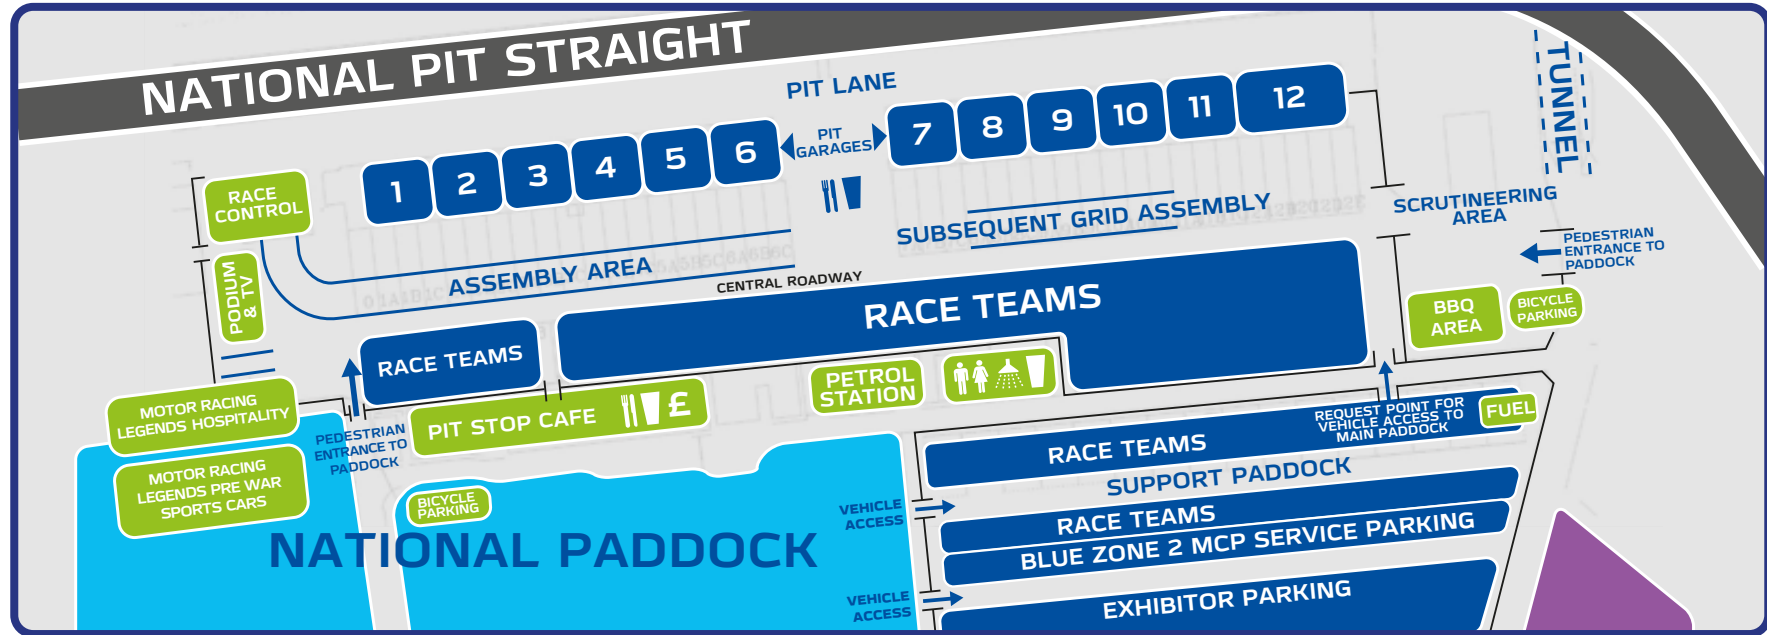 NATIONAL PIT STRAIGHT
TUNNEL
PIT LANE
PIT
GARAGES
1
2
3
4
5
6
7
8
9
10
11
12
RACE
CONTROL
PODIUM
& TV
ASSEMBLY AREA
SUBSEQUENT GRID ASSEMBLY
SCRUTINEERING
AREA
PEDESTRIAN
ENTRANCE TO
PADDOCK
CENTRAL ROADWAY
RACE TEAMS
RACE TEAMS
BBQ
AREA
BICYCLE
PARKING
MOTOR RACING
LEGENDS HOSPITALITY
MOTOR RACING
LEGENDS PRE WAR
SPORTS CARS
PEDESTRIAN
ENTRANCE TO
PADDOCK
PIT STOP CAFE £
PETROL
STATION
BICYCLE
PARKING
NATIONAL PADDOCK
REQUEST POINT FOR
VEHICLE ACCESS TO
MAIN PADDOCK
FUEL
RACE TEAMS
SUPPORT PADDOCK
VEHICLE
ACCESS
RACE TEAMS
BLUE ZONE 2 MCP SERVICE PARKING
VEHICLE
ACCESS
EXHIBITOR PARKING